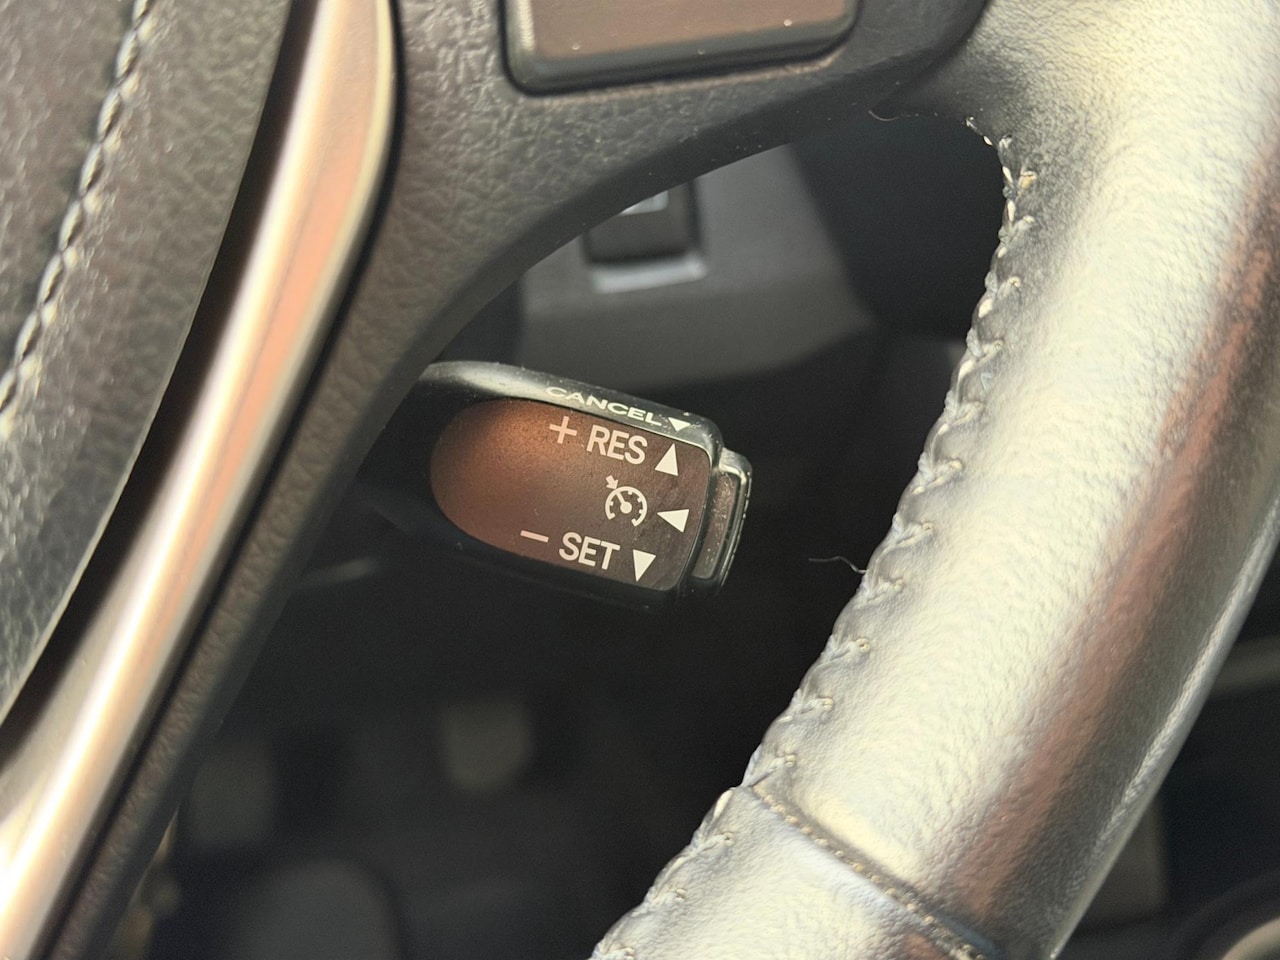 CANCEL ▼
+ RES ▲
◀
− SET ▼